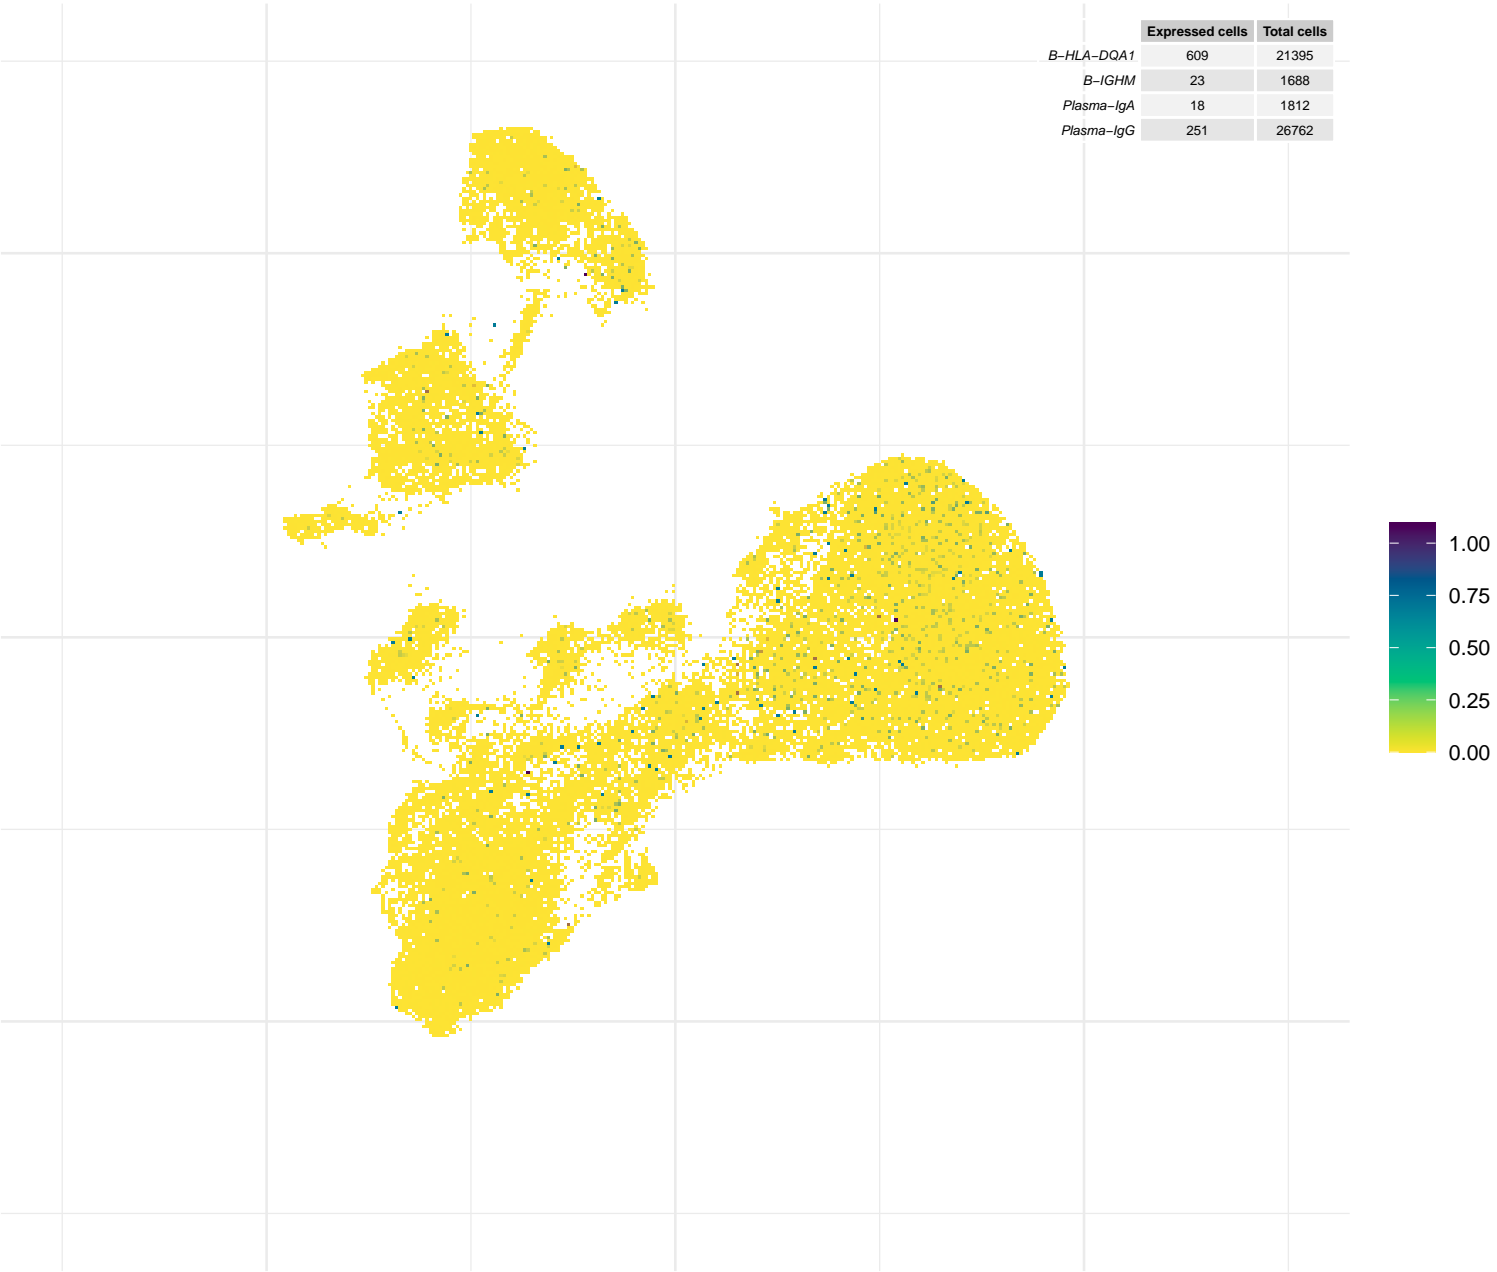 Expressed cells Total cells
B−HLA−DQA1 609 21395
B−IGHM 23 1688
Plasma−IgA 18 1812
Plasma−IgG 251 26762
1.00
0.75
0.50
0.25
0.00